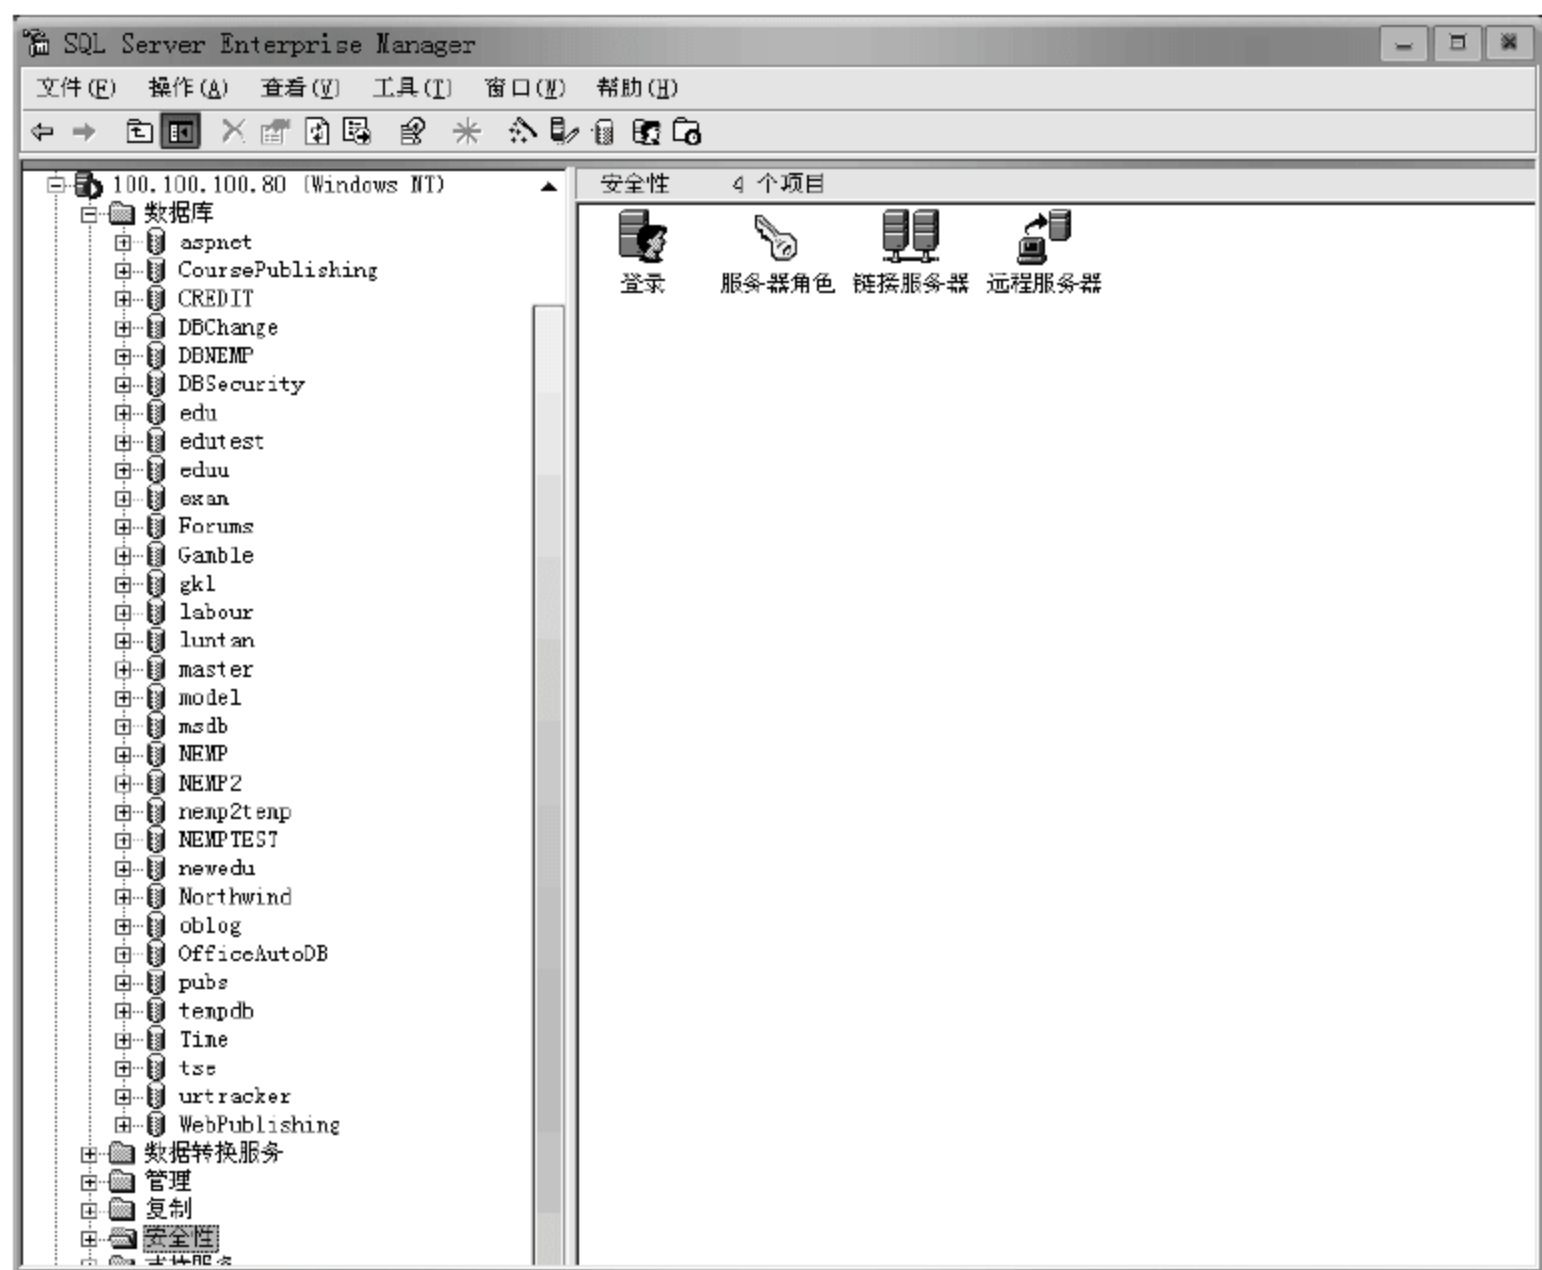 SQL Server Enterprise Manager
文件(F) 操作(A) 查看(V) 工具(T) 窗口(W) 帮助(H)
100.100.100.80 (Windows NT)
安全性 4 个项目
数据库
登录 服务器角色 链接服务器 远程服务器
aspnet
CoursePublishing
CREDIT
DBChange
DBNEMP
DBSecurity
edu
edutest
eduu
exam
Forums
Gamble
gkl
labour
luntan
master
model
msdb
NEMP
NEMP2
nemp2temp
NEMPTEST
newedu
Northwind
oblog
OfficeAutoDB
pubs
tempdb
Time
tse
urtracker
WebPublishing
数据转换服务
管理
复制
安全性
支持服务